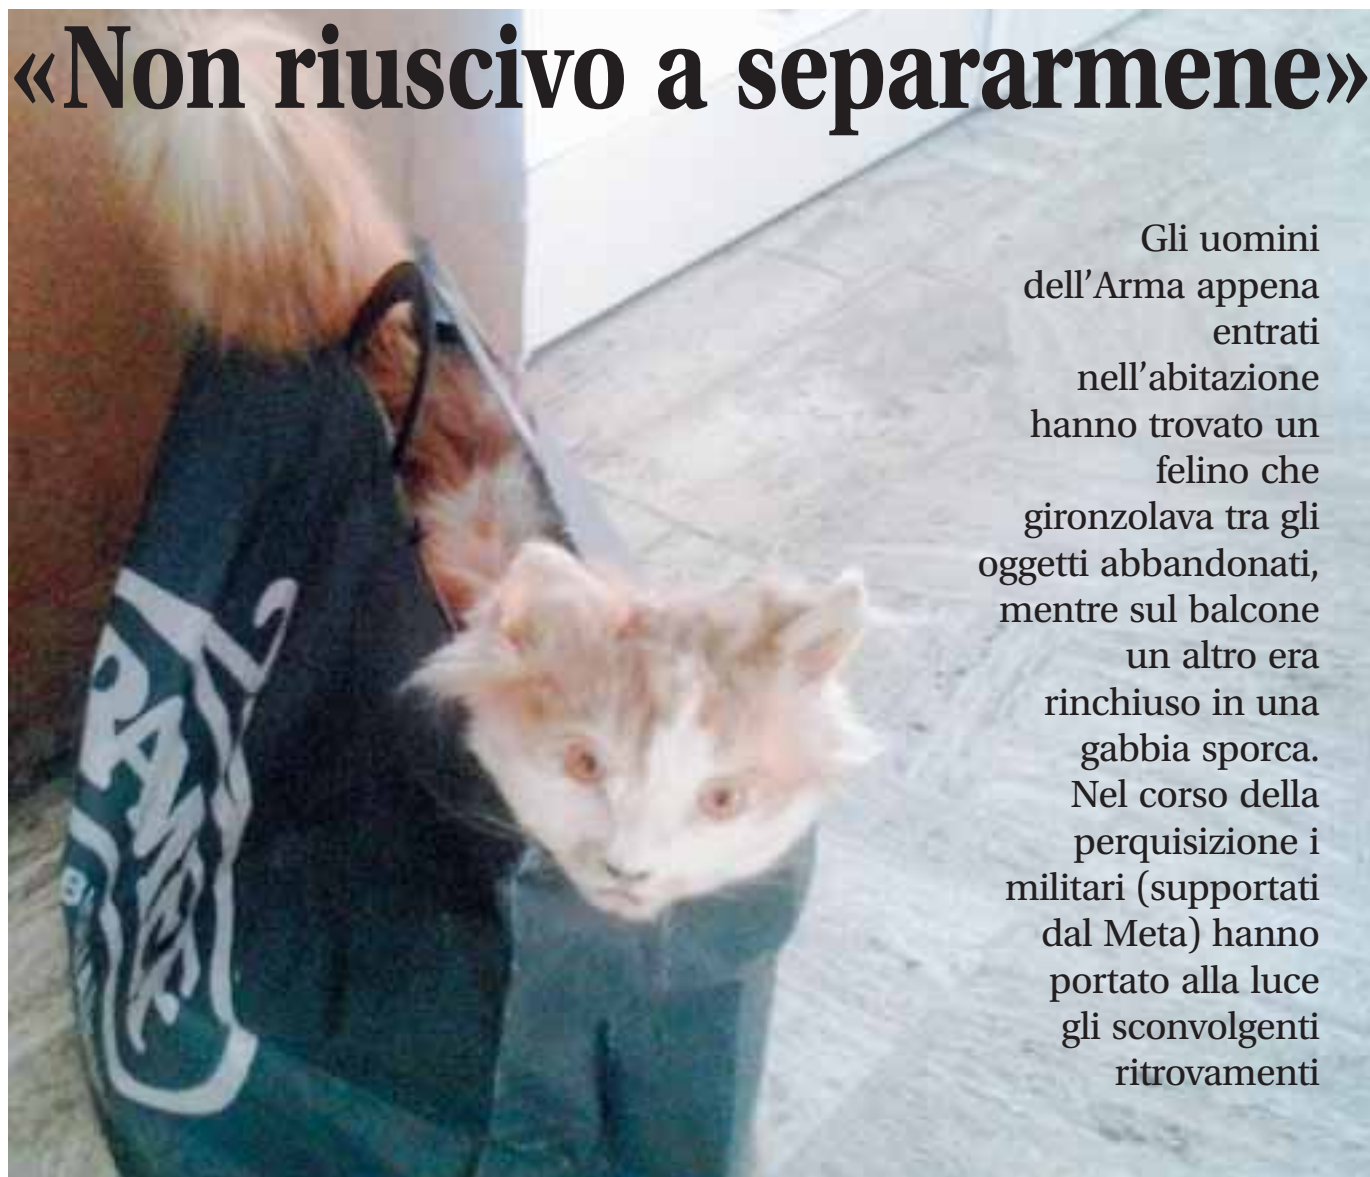 «Non riuscivo a separarmene»
Gli uomini
dell'Arma appena
entrati
nell'abitazione
hanno trovato un
felino che
gironzolava tra gli
oggetti abbandonati,
mentre sul balcone
un altro era
rinchiuso in una
gabbia sporca.
Nel corso della
perquisizione i
militari (supportati
dal Meta) hanno
portato alla luce
gli sconvolgenti
ritrovamenti